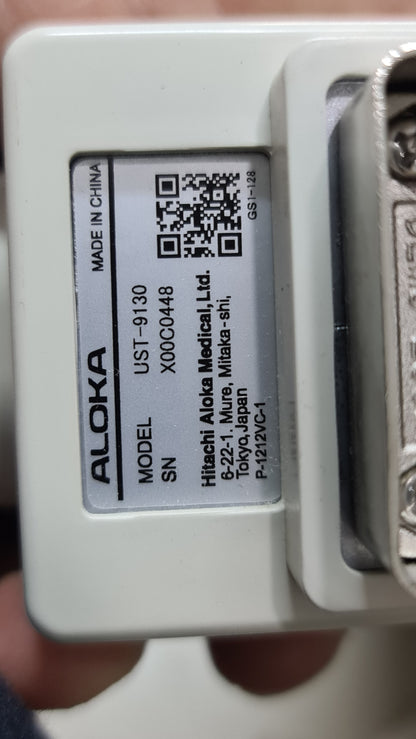 ALOKA
MADE IN CHINA
MODEL UST-9130
SN X00C0448
GS1-128
Hitachi Aloka Medical, Ltd.
6-22-1, Mure, Mitaka-shi,
Tokyo, Japan
P-1212VC-1